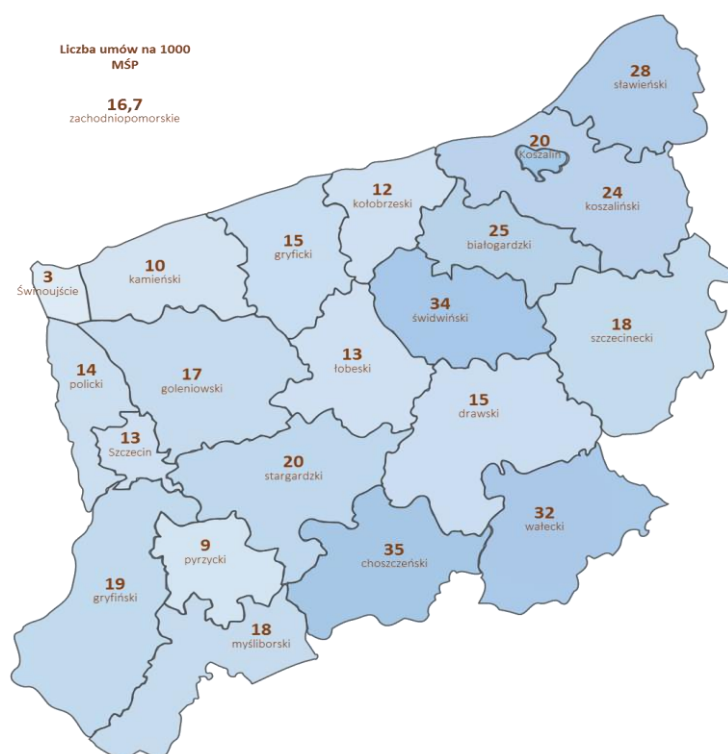 Liczba umów na 1000
MŚP
16,7
zachodniopomorskie
28
sławieński
20
Koszalin
24
koszaliński
12
kołobrzeski
25
białogardzki
15
gryficki
10
kamieński
3
Świnoujście
34
świdwiński
18
szczecinecki
14
policki
17
goleniowski
13
łobeski
15
drawski
13
Szczecin
20
stargardzki
32
wałecki
35
choszczeński
9
pyrzycki
19
gryfiński
18
myśliborski